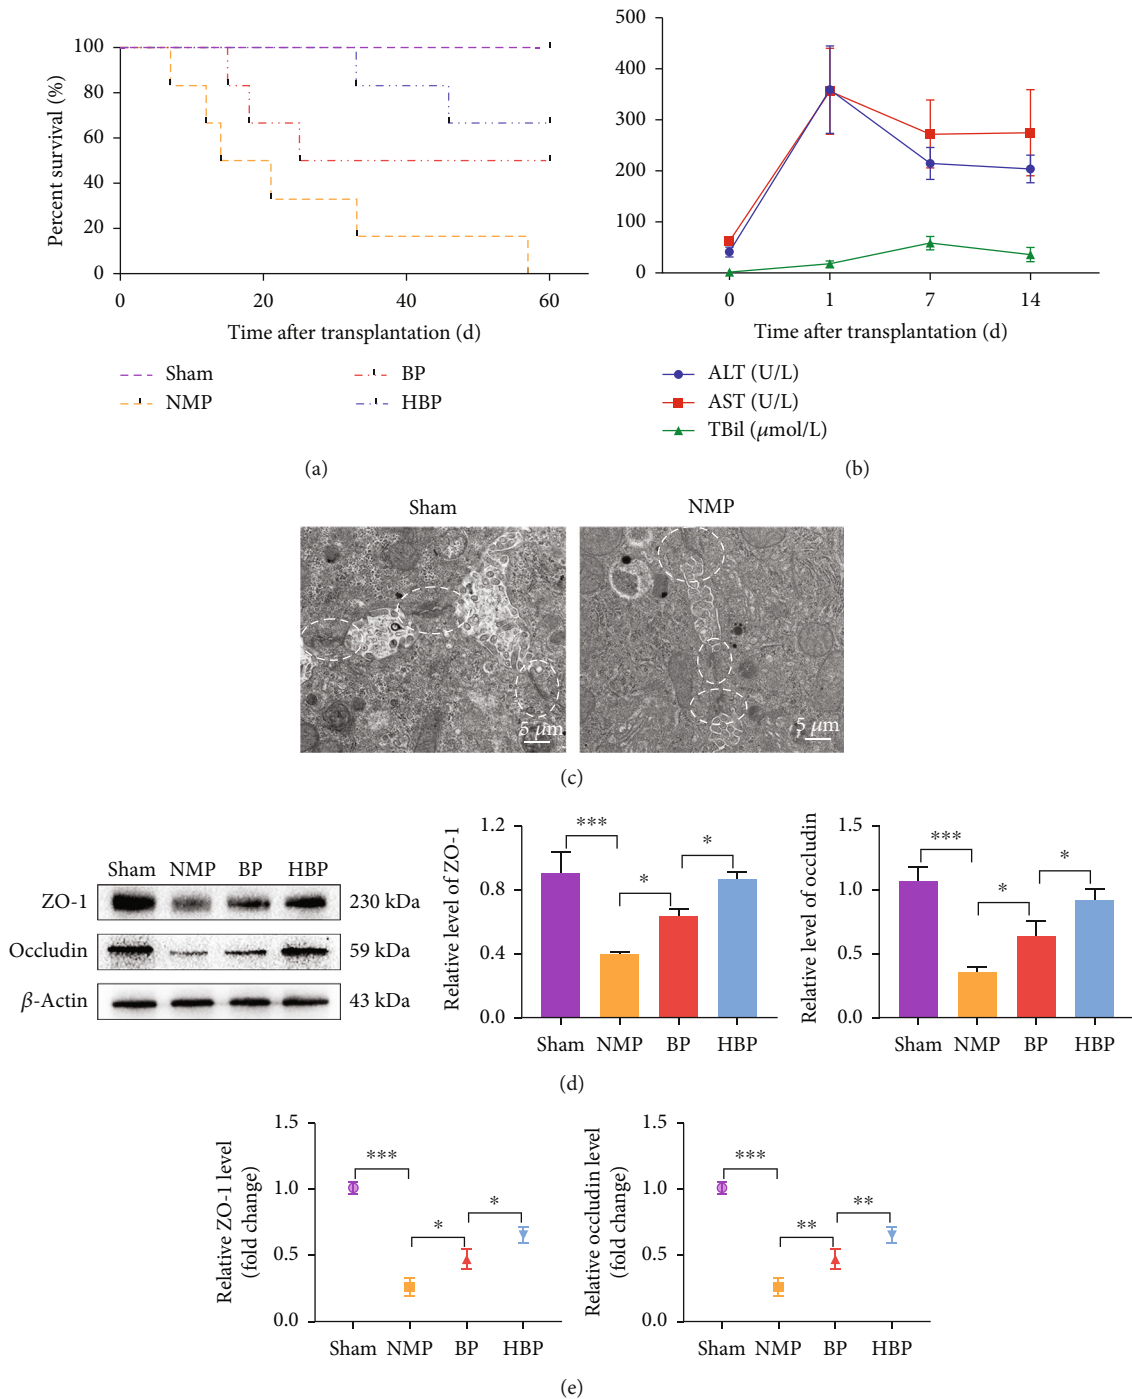 Percent survival (%)
100
80
60
40
20
0
0 20 40 60
Time after transplantation (d)
Sham
NMP
BP
HBP
(a)
500
400
300
200
100
0
0 1 7 14
Time after transplantation (d)
ALT (U/L)
AST (U/L)
TBil (μmol/L)
(b)
Sham NMP
5 μm
5 μm
(c)
Sham NMP BP HBP
ZO-1 230 kDa
Occludin 59 kDa
β-Actin 43 kDa
Relative level of ZO-1
1.2
0.8
0.4
0.0
***
*
*
Sham NMP BP HBP
Relative level of occludin
1.5
1.0
0.5
0.0
***
*
*
Sham NMP BP HBP
(d)
Relative ZO-1 level
(fold change)
1.5
1.0
0.5
0.0
***
*
*
Sham NMP BP HBP
Relative occludin level
(fold change)
1.5
1.0
0.5
0.0
***
**
**
Sham NMP BP HBP
(e)